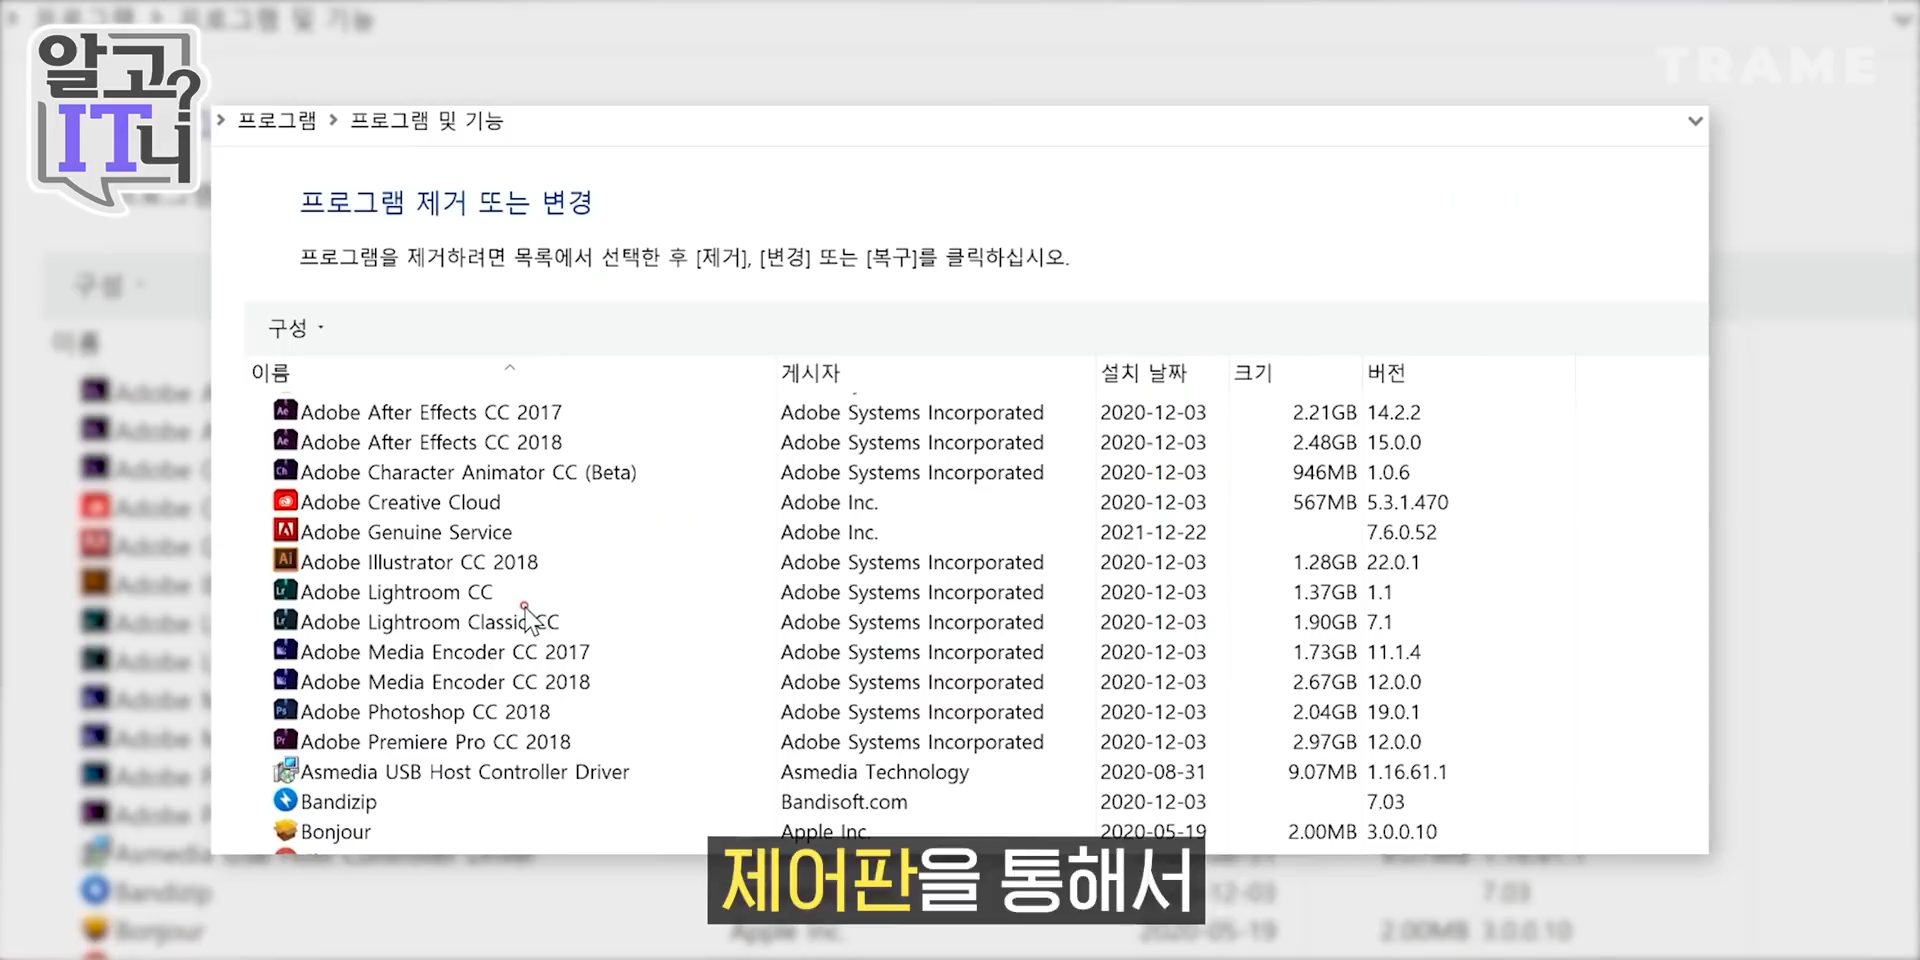 프로그램 및 기능
알고?
IT니
TRAME
> 프로그램 > 프로그램 및 기능
프로그램 제거 또는 변경
프로그램을 제거하려면 목록에서 선택한 후 [제거], [변경] 또는 [복구]를 클릭하십시오.
구성
이름 게시자 설치 날짜 크기 버전
Adobe After Effects CC 2017 Adobe Systems Incorporated 2020-12-03 2.21GB 14.2.2
Adobe After Effects CC 2018 Adobe Systems Incorporated 2020-12-03 2.48GB 15.0.0
Adobe Character Animator CC (Beta) Adobe Systems Incorporated 2020-12-03 946MB 1.0.6
Adobe Creative Cloud Adobe Inc. 2020-12-03 567MB 5.3.1.470
Adobe Genuine Service Adobe Inc. 2021-12-22 7.6.0.52
Adobe Illustrator CC 2018 Adobe Systems Incorporated 2020-12-03 1.28GB 22.0.1
Adobe Lightroom CC Adobe Systems Incorporated 2020-12-03 1.37GB 1.1
Adobe Lightroom Classic CC Adobe Systems Incorporated 2020-12-03 1.90GB 7.1
Adobe Media Encoder CC 2017 Adobe Systems Incorporated 2020-12-03 1.73GB 11.1.4
Adobe Media Encoder CC 2018 Adobe Systems Incorporated 2020-12-03 2.67GB 12.0.0
Adobe Photoshop CC 2018 Adobe Systems Incorporated 2020-12-03 2.04GB 19.0.1
Adobe Premiere Pro CC 2018 Adobe Systems Incorporated 2020-12-03 2.97GB 12.0.0
Asmedia USB Host Controller Driver Asmedia Technology 2020-08-31 9.07MB 1.16.61.1
Bandizip Bandisoft.com 2020-12-03 7.03
Bonjour Apple Inc. 2020-05-19 2.00MB 3.0.0.10
제어판을 통해서